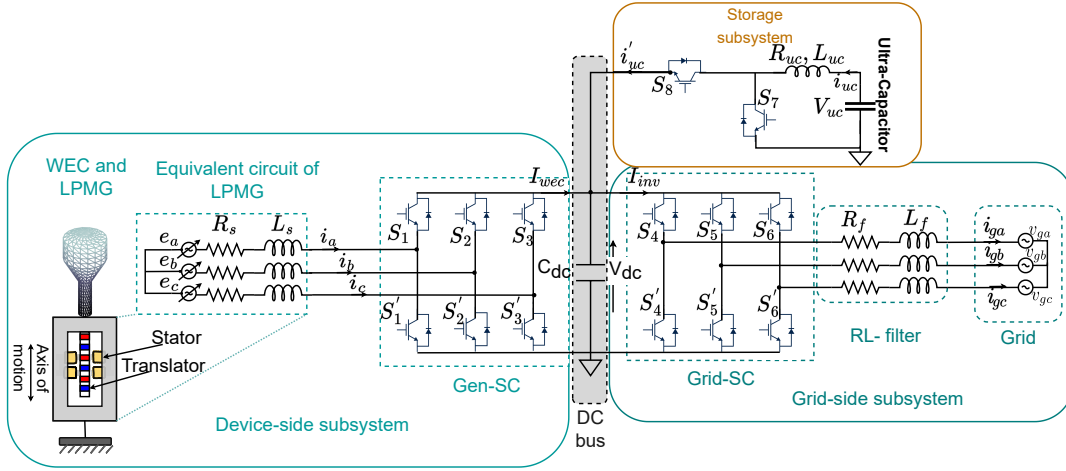 Storage
subsystem
i'uc
S8
S7
Ruc, Luc
iuc
Vuc
Ultra-Capacitor
WEC and
LPMG
Equivalent circuit of
LPMG
Rs
Ls
ea
eb
ec
ia
ib
ic
Iwec
Iinv
S1
S2
S3
S'1
S'2
S'3
Gen-SC
Cdc
Vdc
DC
bus
S4
S5
S6
S'4
S'5
S'6
Grid-SC
Rf
Lf
RL- filter
iga
igb
igc
vga
vgb
vgc
Grid
Stator
Translator
Axis of
motion
Device-side subsystem
Grid-side subsystem